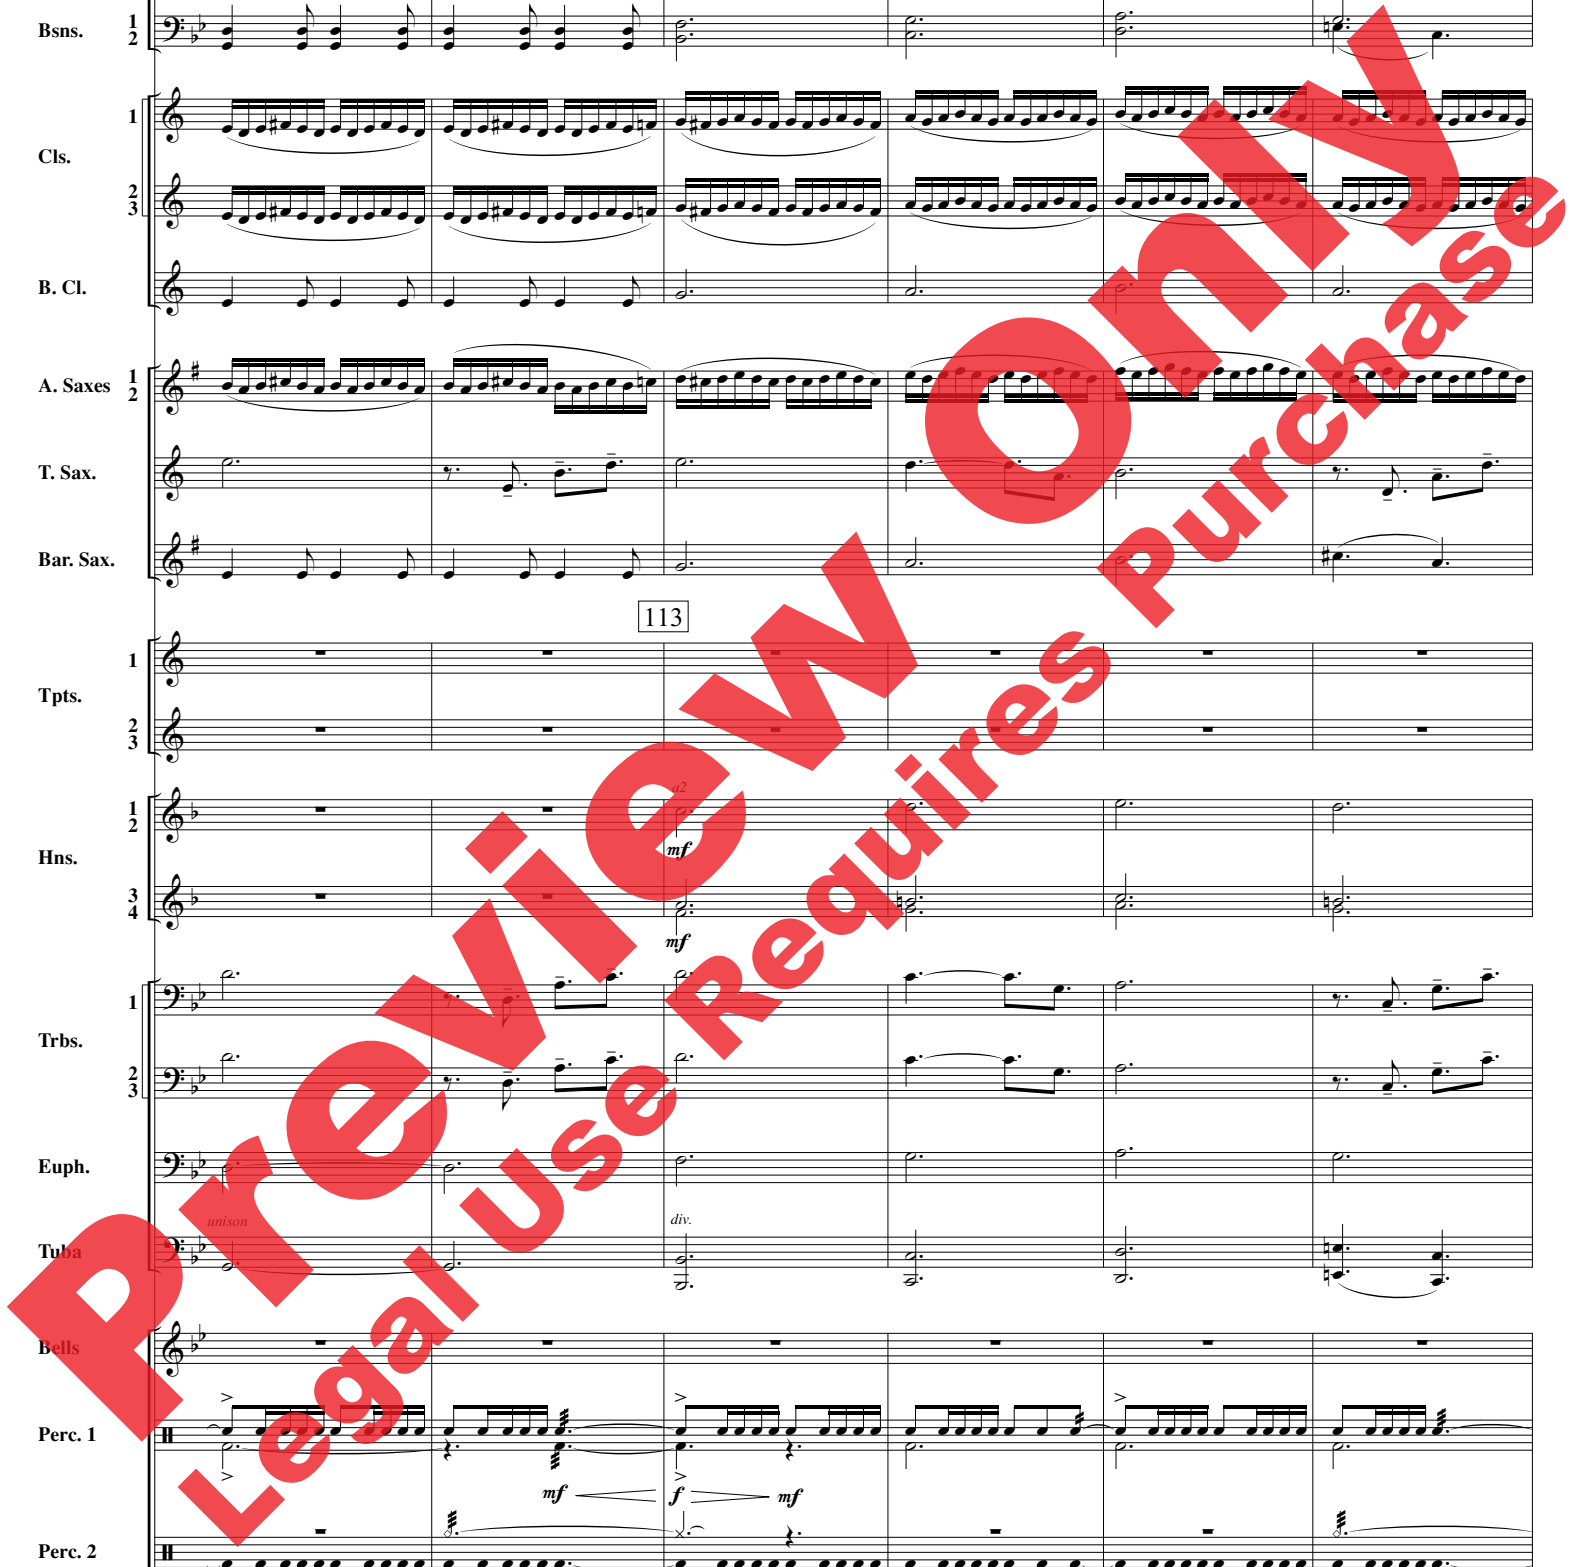 Bsns. 1 2
Cls. 1
2 3
B. Cl.
A. Saxes 1 2
T. Sax.
Bar. Sax.
113
Tpts. 1
2 3
a2
Hns. 1 2
mf
3 4
mf
Trbs. 1
2 3
Euph.
unison div.
Tuba
Bells
Perc. 1
mf f mf
Perc. 2
Preview Only
Legal Use Requires Purchase